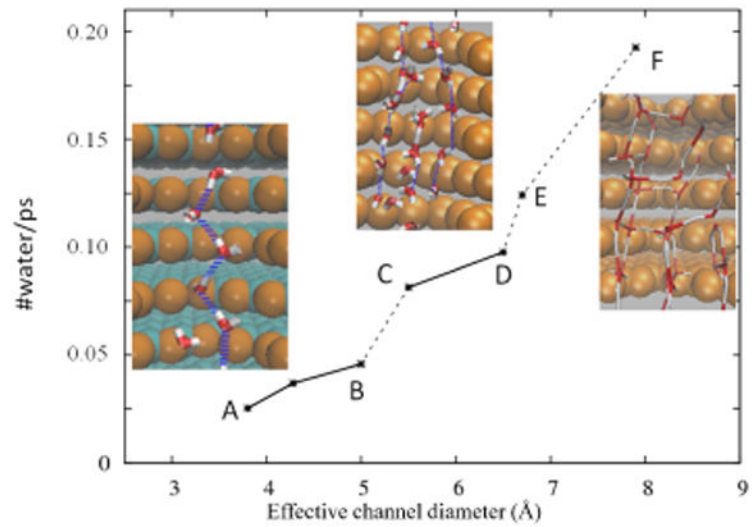 0.20
F
0.15
E
#water/ps
0.10
C
D
0.05
B
A
0
3 4 5 6 7 8 9
Effective channel diameter (Å)